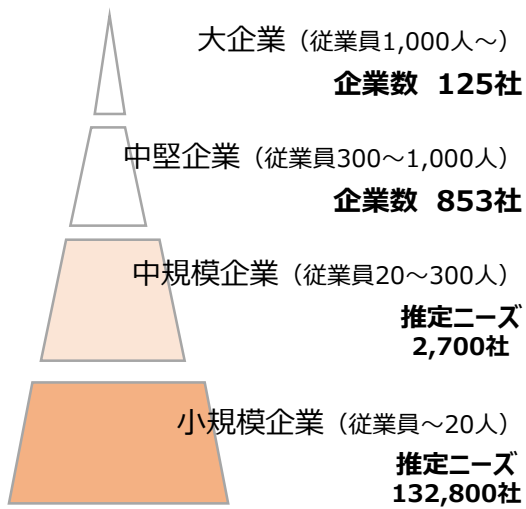 大企業（従業員1,000人～）
企業数 125社
中堅企業（従業員300～1,000人）
企業数 853社
中規模企業（従業員20～300人）
推定ニーズ
2,700社
小規模企業（従業員～20人）
推定ニーズ
132,800社